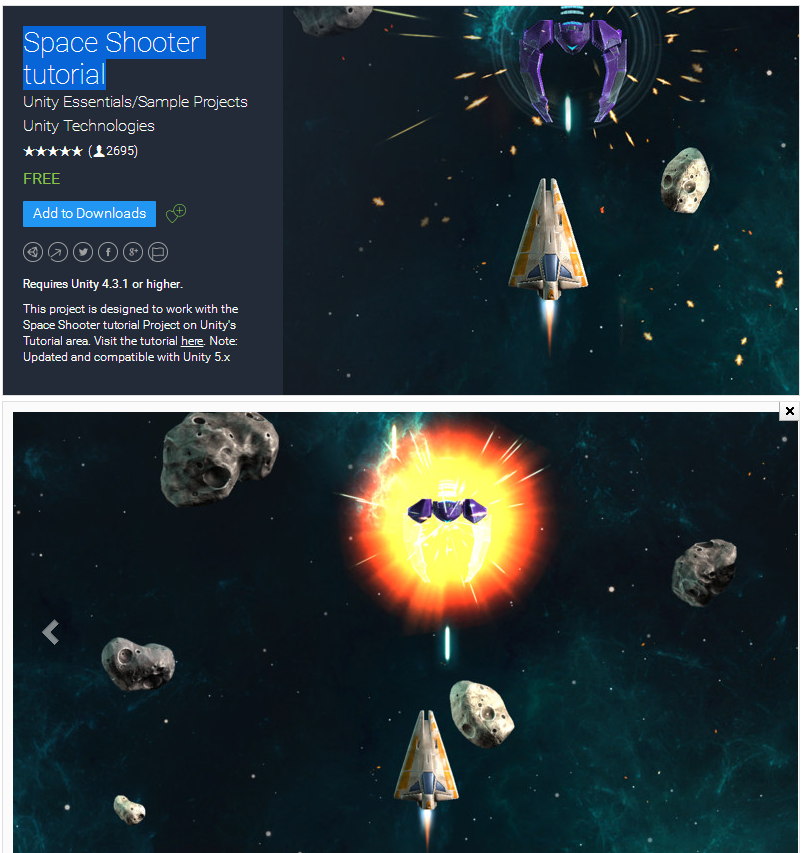 Space Shooter
tutorial
Unity Essentials/Sample Projects
Unity Technologies
★★★★★ (2695)
FREE
Add to Downloads
Requires Unity 4.3.1 or higher.
This project is designed to work with the
Space Shooter tutorial Project on Unity's
Tutorial area. Visit the tutorial here. Note:
Updated and compatible with Unity 5.x